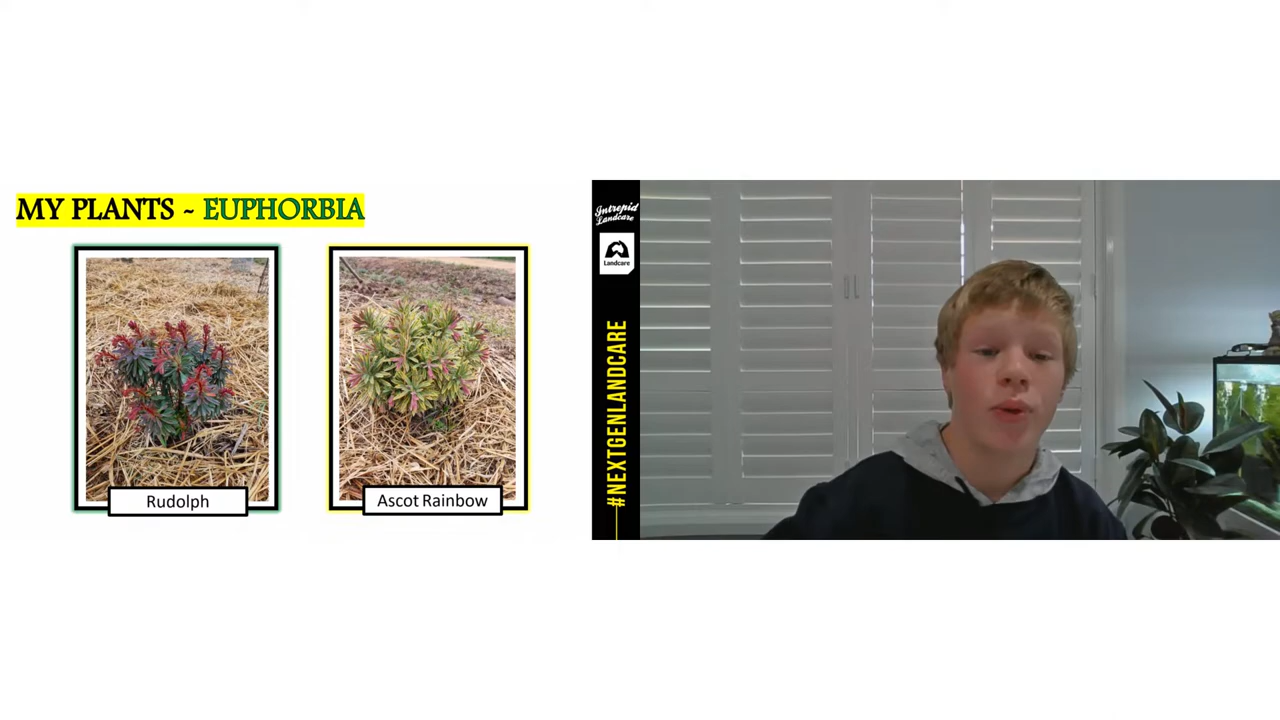 MY PLANTS ~ EUPHORBIA
Rudolph
Ascot Rainbow
Intrepid
Landcare
Landcare
#NEXTGENLANDCARE